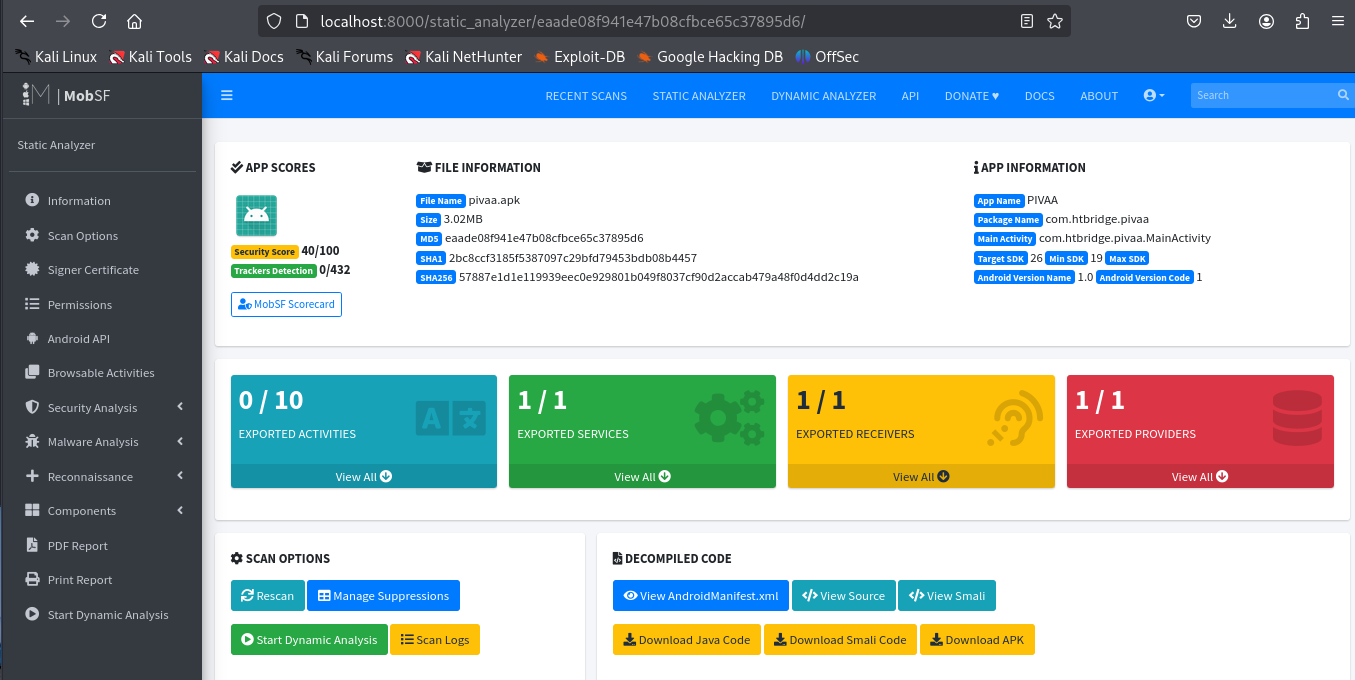 localhost:8000/static_analyzer/eaade08f941e47b08cfbce65c37895d6/
Kali Linux Kali Tools Kali Docs Kali Forums Kali NetHunter Exploit-DB Google Hacking DB OffSec
M | MobSF
RECENT SCANS STATIC ANALYZER DYNAMIC ANALYZER API DONATE ♥ DOCS ABOUT Search
Static Analyzer
Information
Scan Options
Signer Certificate
Permissions
Android API
Browsable Activities
Security Analysis
Malware Analysis
Reconnaissance
Components
PDF Report
Print Report
Start Dynamic Analysis
APP SCORES
Security Score 40/100
Trackers Detection 0/432
MobSF Scorecard
FILE INFORMATION
File Name pivaa.apk
Size 3.02MB
MD5 eaade08f941e47b08cfbce65c37895d6
SHA1 2bc8ccf3185f5387097c29bfd79453bdb08b4457
SHA256 57887e1d1e119939eec0e929801b049f8037cf90d2accab479a48f0d4dd2c19a
APP INFORMATION
App Name PIVAA
Package Name com.htbridge.pivaa
Main Activity com.htbridge.pivaa.MainActivity
Target SDK 26 Min SDK 19 Max SDK
Android Version Name 1.0 Android Version Code 1
0 / 10
EXPORTED ACTIVITIES
A
View All
1 / 1
EXPORTED SERVICES
View All
1 / 1
EXPORTED RECEIVERS
View All
1 / 1
EXPORTED PROVIDERS
View All
SCAN OPTIONS
Rescan Manage Suppressions
Start Dynamic Analysis Scan Logs
DECOMPILED CODE
View AndroidManifest.xml View Source View Smali
Download Java Code Download Smali Code Download APK